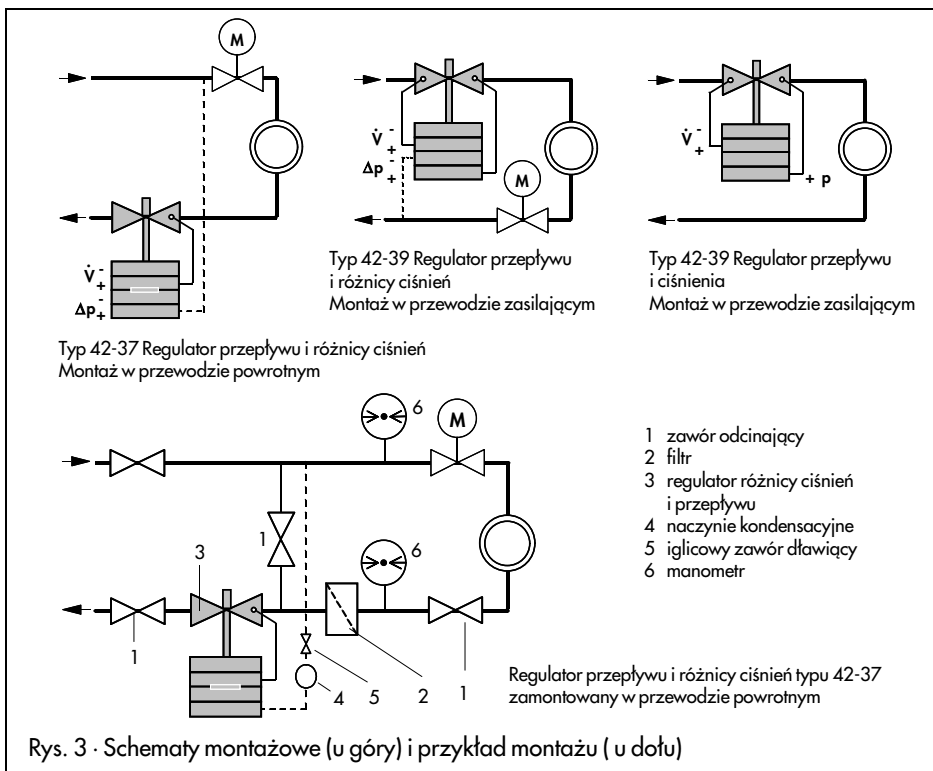 M
V̇ -
+
Δp -
+
Typ 42-37 Regulator przepływu i różnicy ciśnień
Montaż w przewodzie powrotnym
V̇ -
+
Δp -
+
M
Typ 42-39 Regulator przepływu
i różnicy ciśnień
Montaż w przewodzie zasilającym
V̇ -
+
+ p
Typ 42-39 Regulator przepływu
i ciśnienia
Montaż w przewodzie zasilającym
6
M
1
6
3
1
5
4
2
1
1 zawór odcinający
2 filtr
3 regulator różnicy ciśnień
i przepływu
4 naczynie kondensacyjne
5 iglicowy zawór dławiący
6 manometr
Regulator przepływu i różnicy ciśnień typu 42-37
zamontowany w przewodzie powrotnym
Rys. 3 · Schematy montażowe (u góry) i przykład montażu ( u dołu)